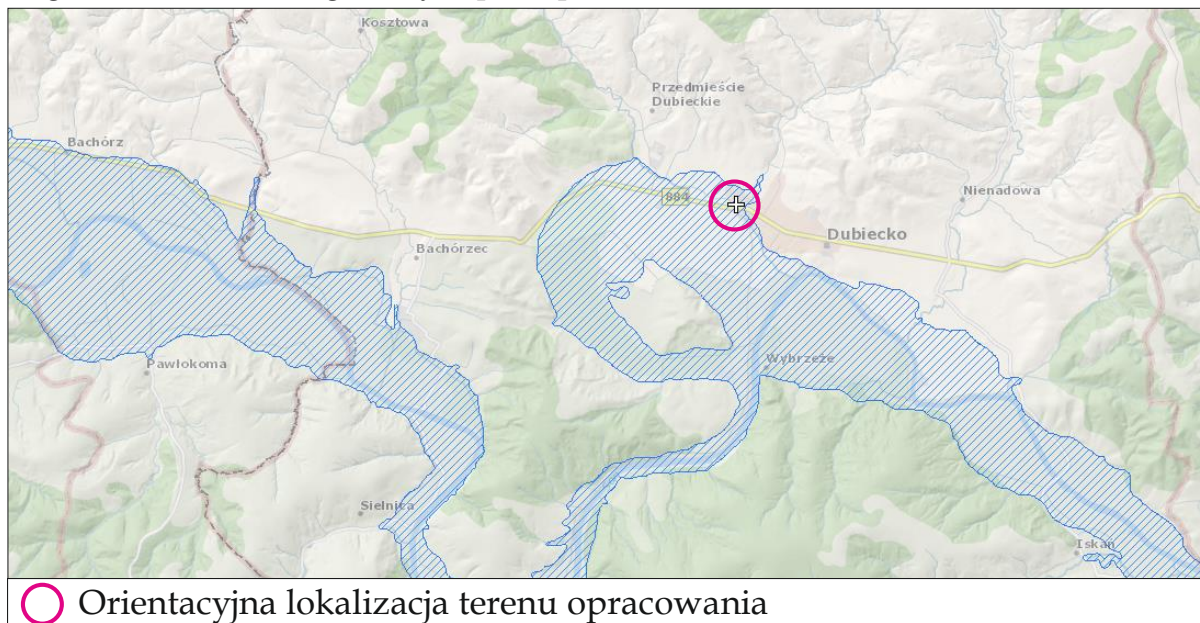 Kosztowa
Przedmieście
Dubieckie
Bachórz
884
Nienadowa
Dubiecko
Bachórzec
Wybrzeże
Pawłokoma
Sielnica
Iskań
Orientacyjna lokalizacja terenu opracowania